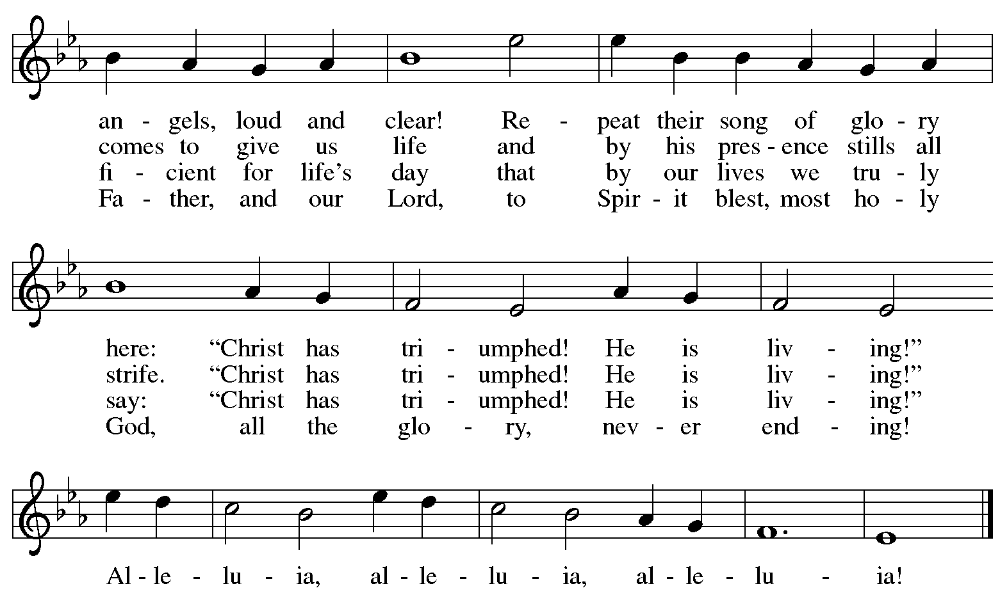 an - gels, loud and clear! Re - peat their song of glo - ry
comes to give us life and by his pres - ence stills all
fi - cient for life’s day that by our lives we tru - ly
Fa - ther, and our Lord, to Spir - it blest, most ho - ly
here: “Christ has tri - umphed! He is liv - ing!”
strife. “Christ has tri - umphed! He is liv - ing!”
say: “Christ has tri - umphed! He is liv - ing!”
God, all the glo - ry, nev - er end - ing!
Al - le - lu - ia, al - le - lu - ia, al - le - lu - ia!